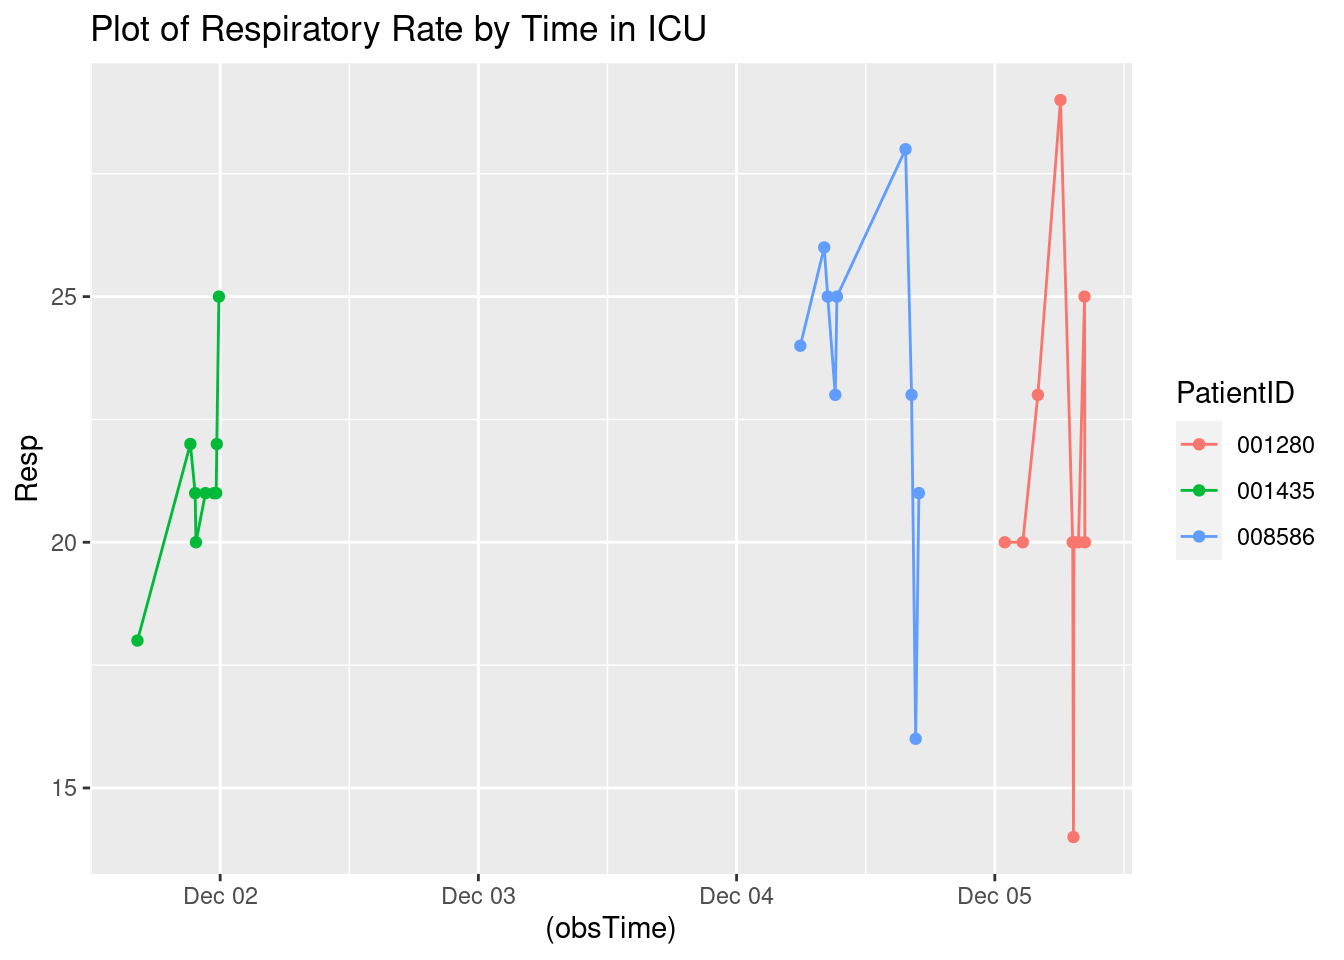 Plot of Respiratory Rate by Time in ICU
Resp
25
20
15
Dec 02
Dec 03
Dec 04
Dec 05
(obsTime)
PatientID
001280
001435
008586